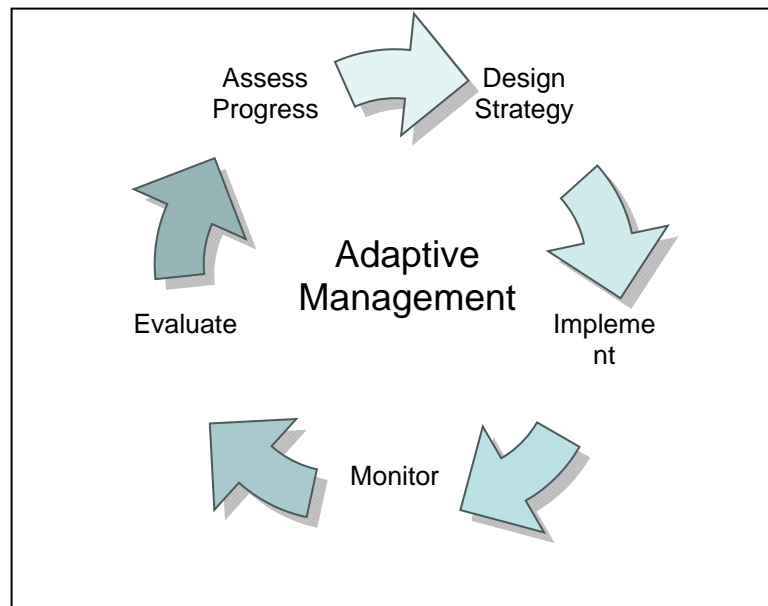 Assess
Progress
Design
Strategy
Adaptive
Management
Evaluate
Impleme
nt
Monitor